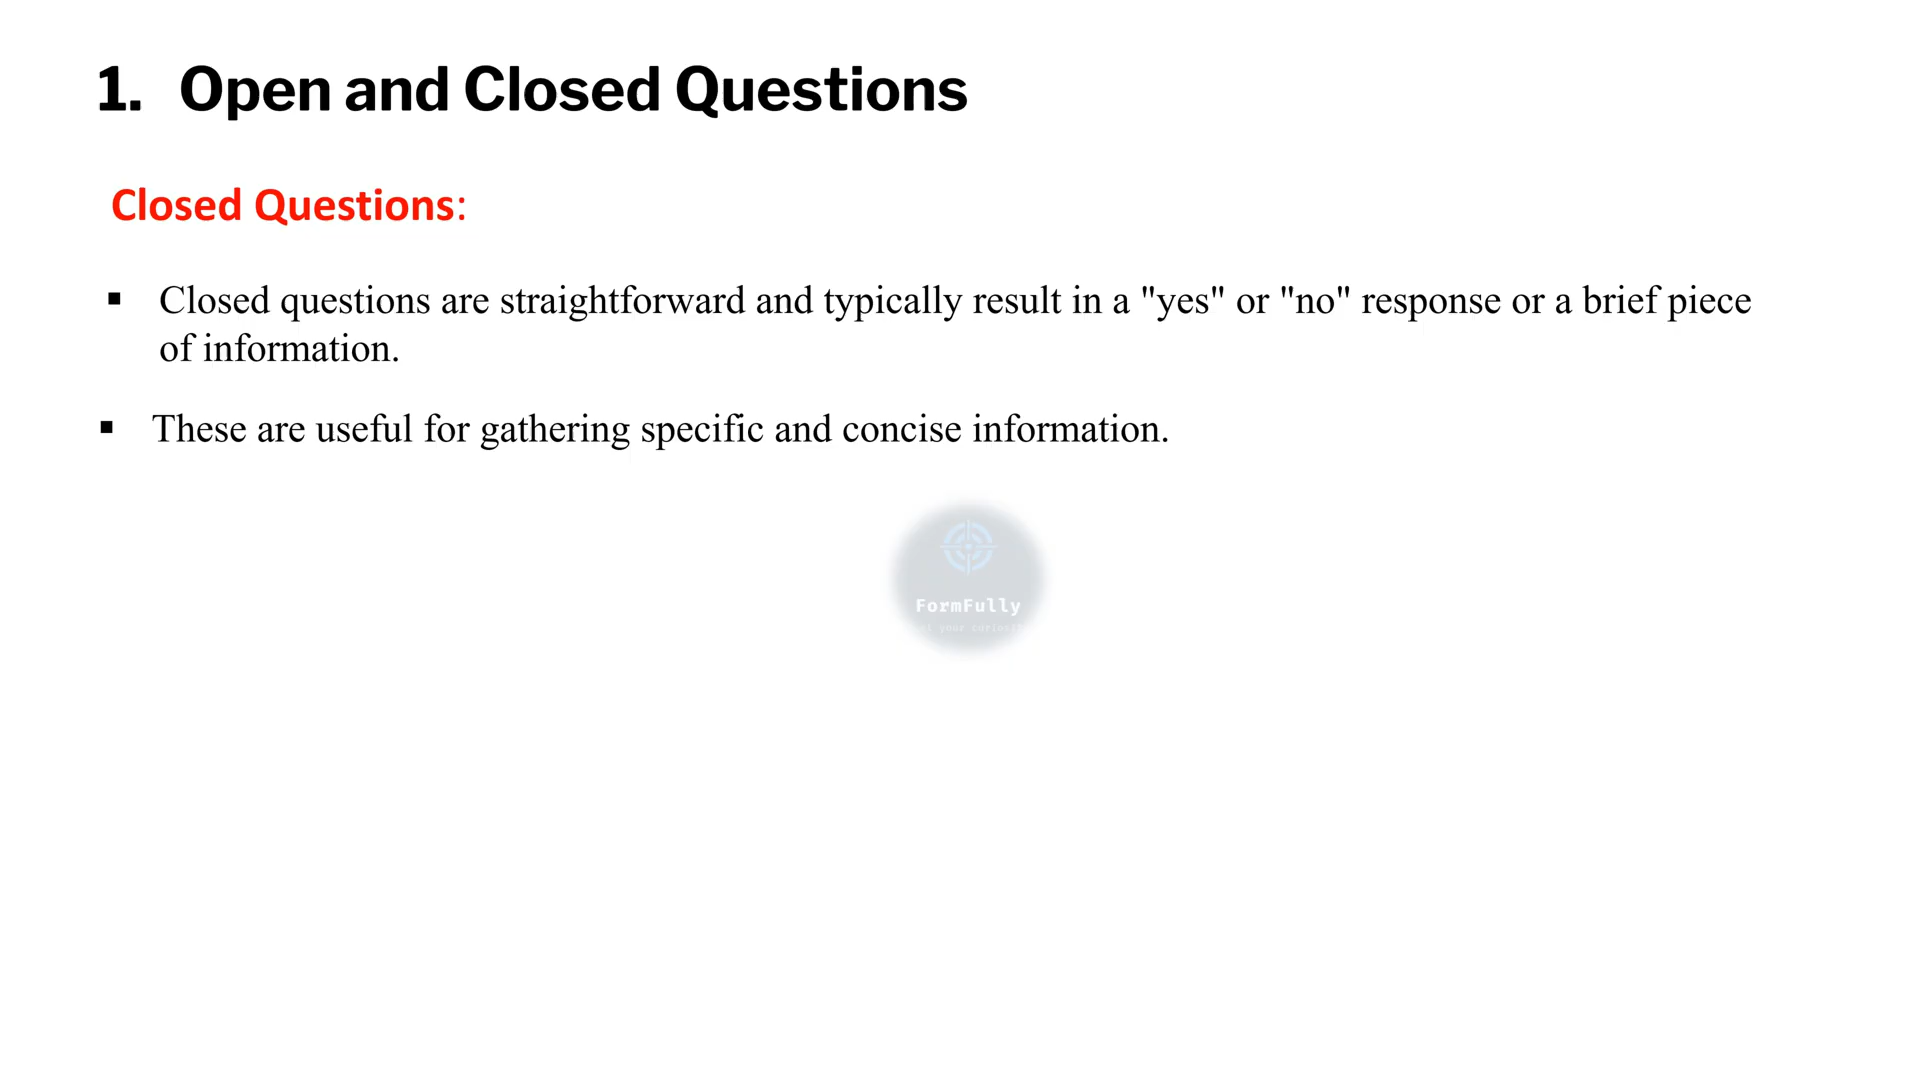 1. Open and Closed Questions
Closed Questions:
▪ Closed questions are straightforward and typically result in a "yes" or "no" response or a brief piece
of information.
▪ These are useful for gathering specific and concise information.
FormFully
your